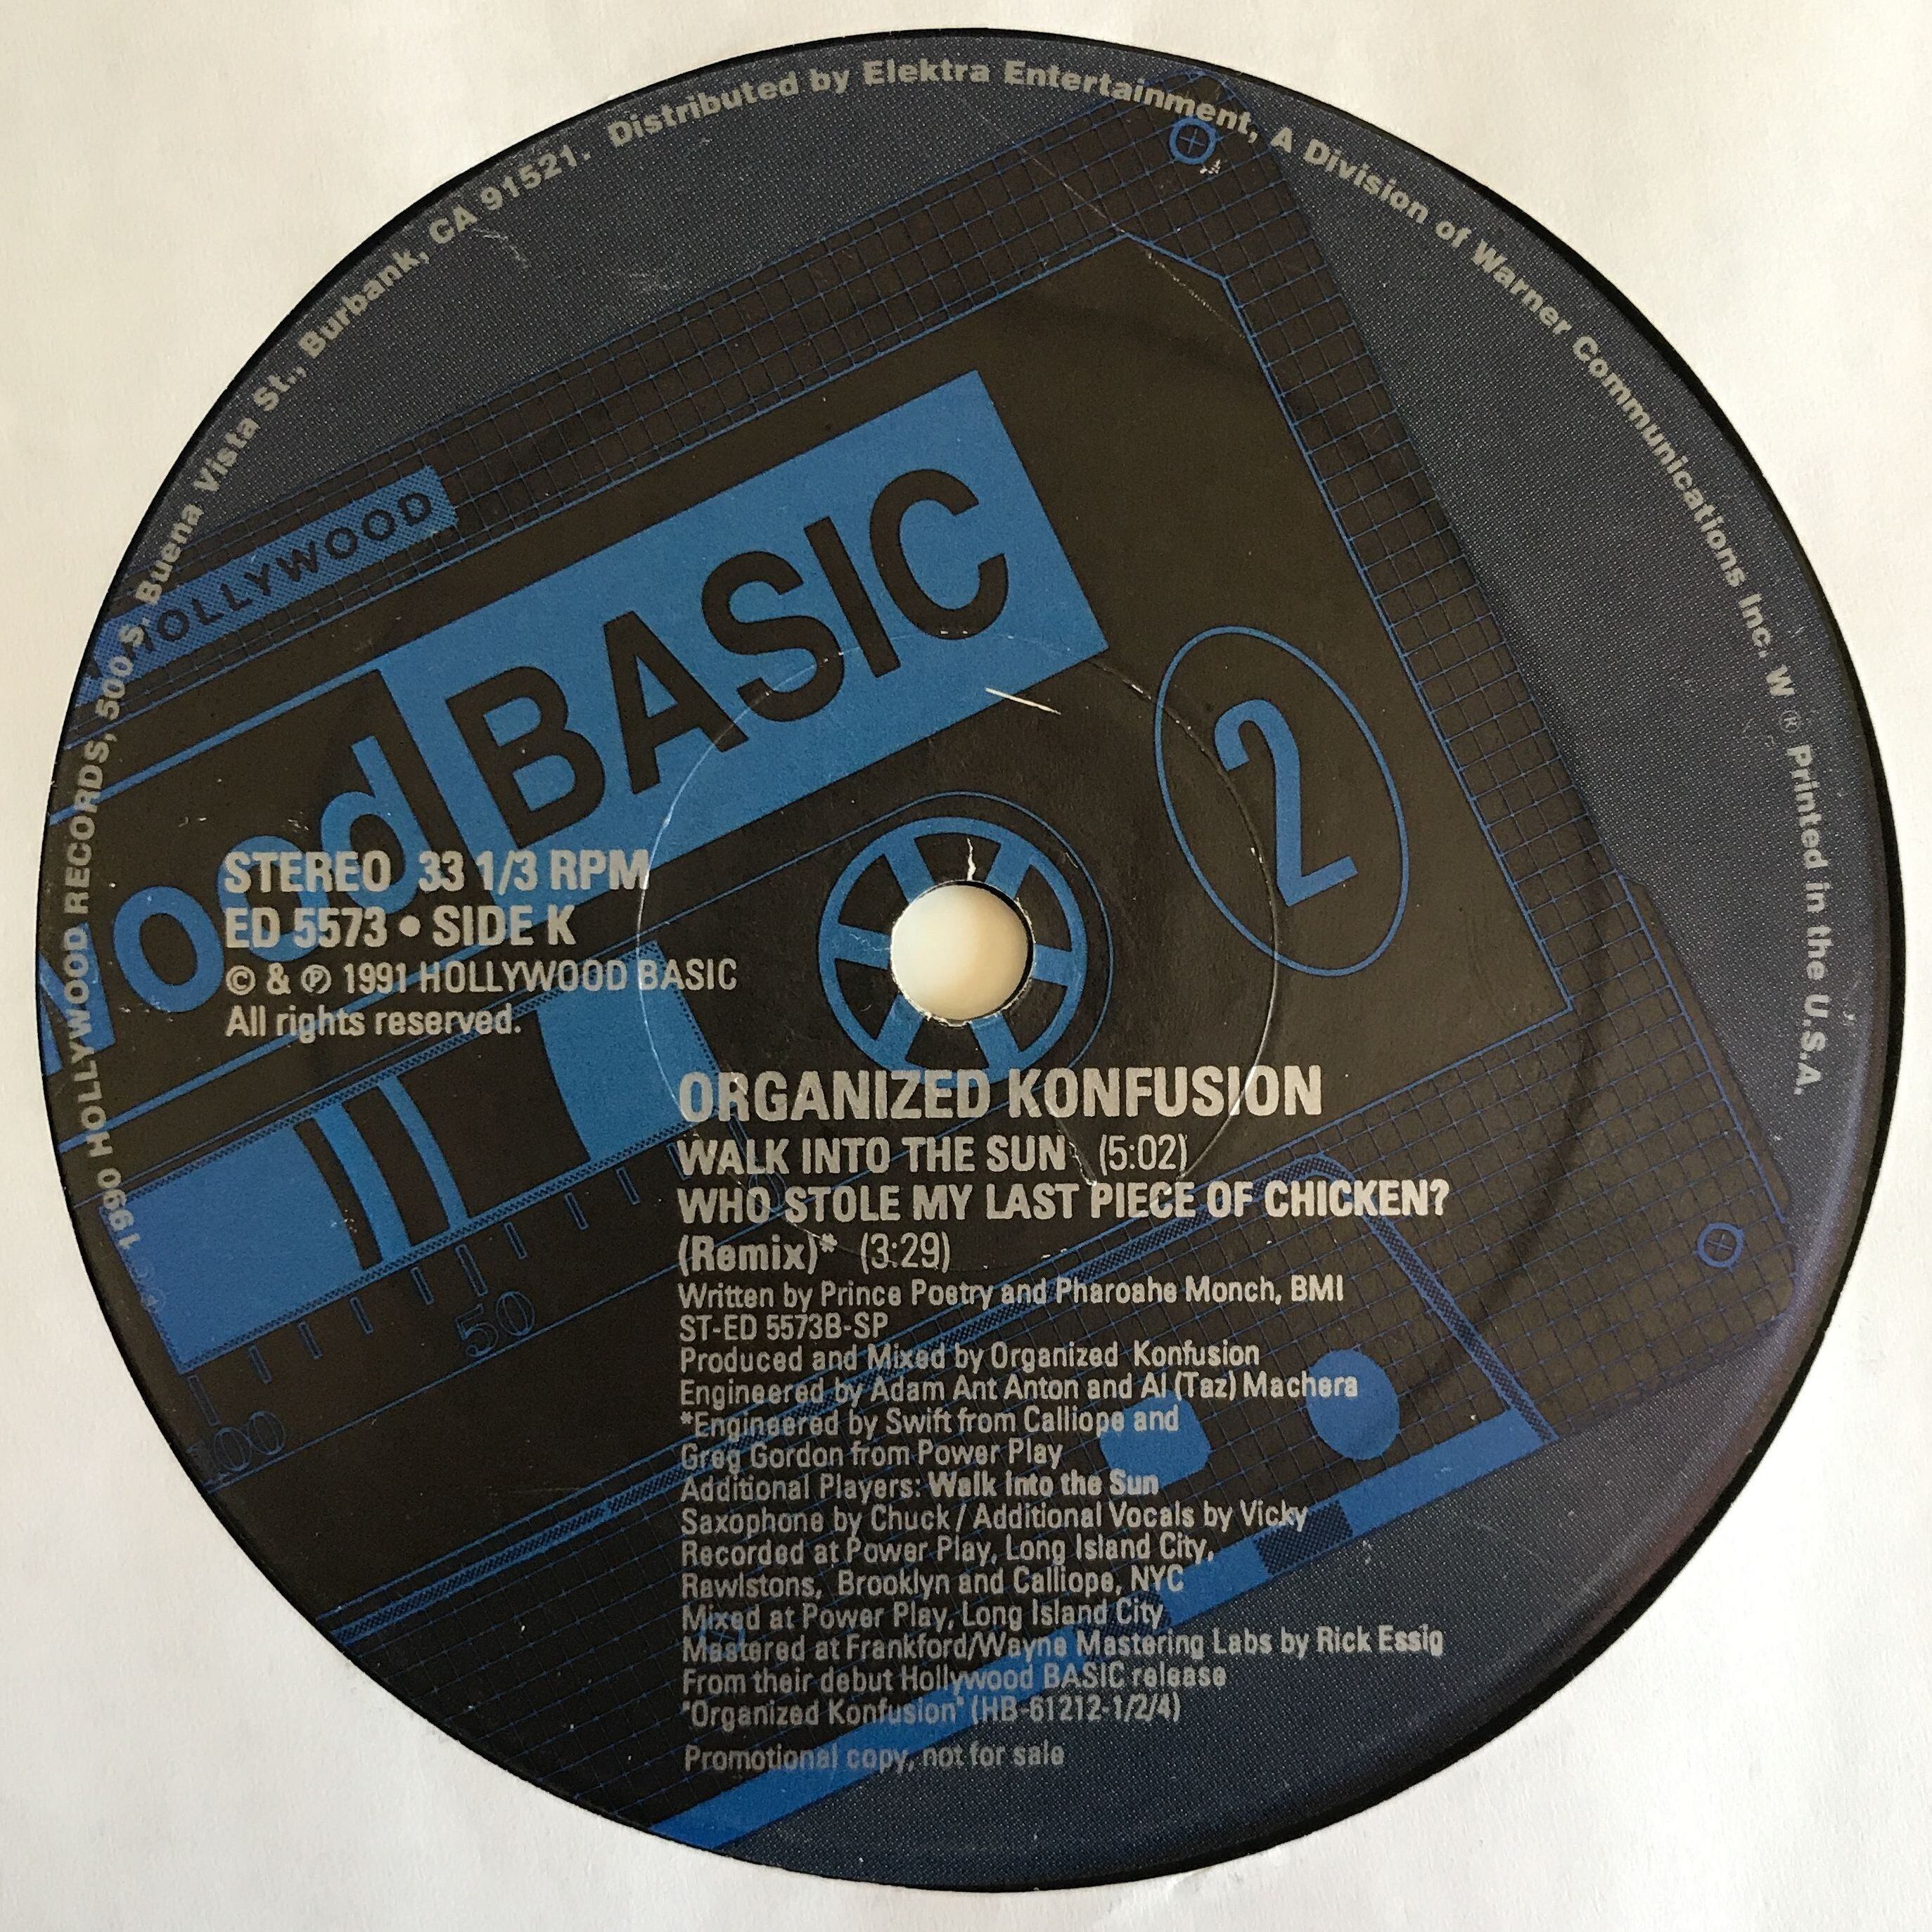 1990 HOLLYWOOD RECORDS, 500 S. Buena Vista St., Burbank, CA 91521. Distributed by Elektra Entertainment, A Division of Warner Communications Inc. W ® Printed in the U.S.A.
HOLLYWOOD
wood BASIC
2
STEREO 33 1/3 RPM
ED 5573 • SIDE K
© & ℗ 1991 HOLLYWOOD BASIC
All rights reserved.
50
100
ORGANIZED KONFUSION
WALK INTO THE SUN (5:02)
WHO STOLE MY LAST PIECE OF CHICKEN?
(Remix)* (3:29)
Written by Prince Poetry and Pharoahe Monch, BMI
ST-ED 5573B-SP
Produced and Mixed by Organized Konfusion
Engineered by Adam Ant Anton and Al (Taz) Machera
*Engineered by Swift from Calliope and
Greg Gordon from Power Play
Additional Players: Walk Into the Sun
Saxophone by Chuck / Additional Vocals by Vicky
Recorded at Power Play, Long Island City,
Rawlstons, Brooklyn and Calliope, NYC
Mixed at Power Play, Long Island City
Mastered at Frankford/Wayne Mastering Labs by Rick Essig
From their debut Hollywood BASIC release
"Organized Konfusion" (HB-61212-1/2/4)
Promotional copy, not for sale